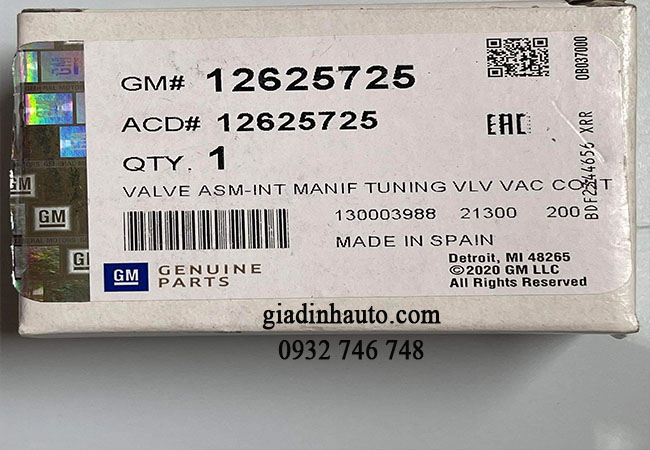 GM# 12625725
ACD# 12625725
QTY. 1
VALVE ASM-INT MANIF TUNING VLV VAC CONT
130003988 21300 200
MADE IN SPAIN
GM GENUINE
PARTS
Detroit, MI 48265
©2020 GM LLC
All Rights Reserved
EAC
0B037000
XRR
GM
GM
giadinhauto.com
0932 746 748